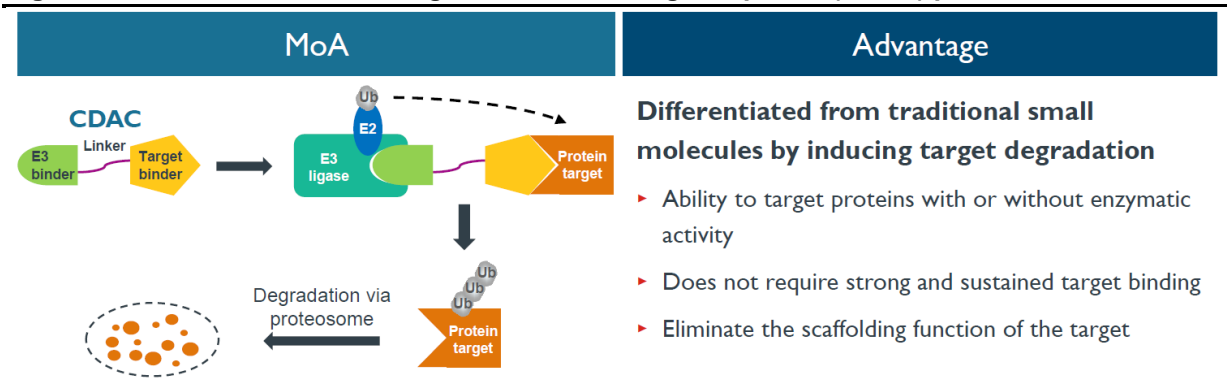 MoA
Advantage
CDAC
Linker
E3
binder
Target
binder
Ub
E2
E3
ligase
Protein
target
Ub
Ub
Ub
Protein
target
Degradation via
proteosome
Differentiated from traditional small
molecules by inducing target degradation
▸ Ability to target proteins with or without enzymatic
activity
▸ Does not require strong and sustained target binding
▸ Eliminate the scaffolding function of the target